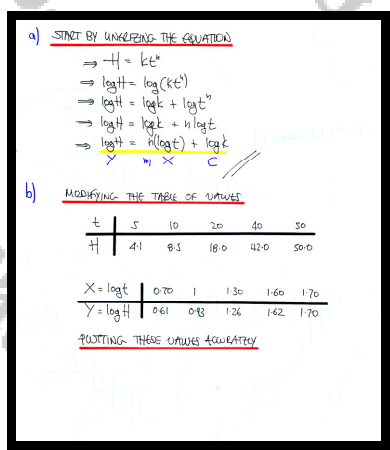 a) START BY LINEARIZING THE EQUATION
⇒ H = ktⁿ
⇒ logH = log(ktⁿ)
⇒ logH = logk + logtⁿ
⇒ logH = logk + nlogt
⇒ logH = n(logt) + logk
Y m X C
b) MODIFYING THE TABLE OF VALUES
t 5 10 20 40 50
H 4.1 8.5 18.0 42.0 50.0
X = logt 0.70 1 1.30 1.60 1.70
Y = logH 0.61 0.93 1.26 1.62 1.70
PLOTTING THESE VALUES ACCURATELY